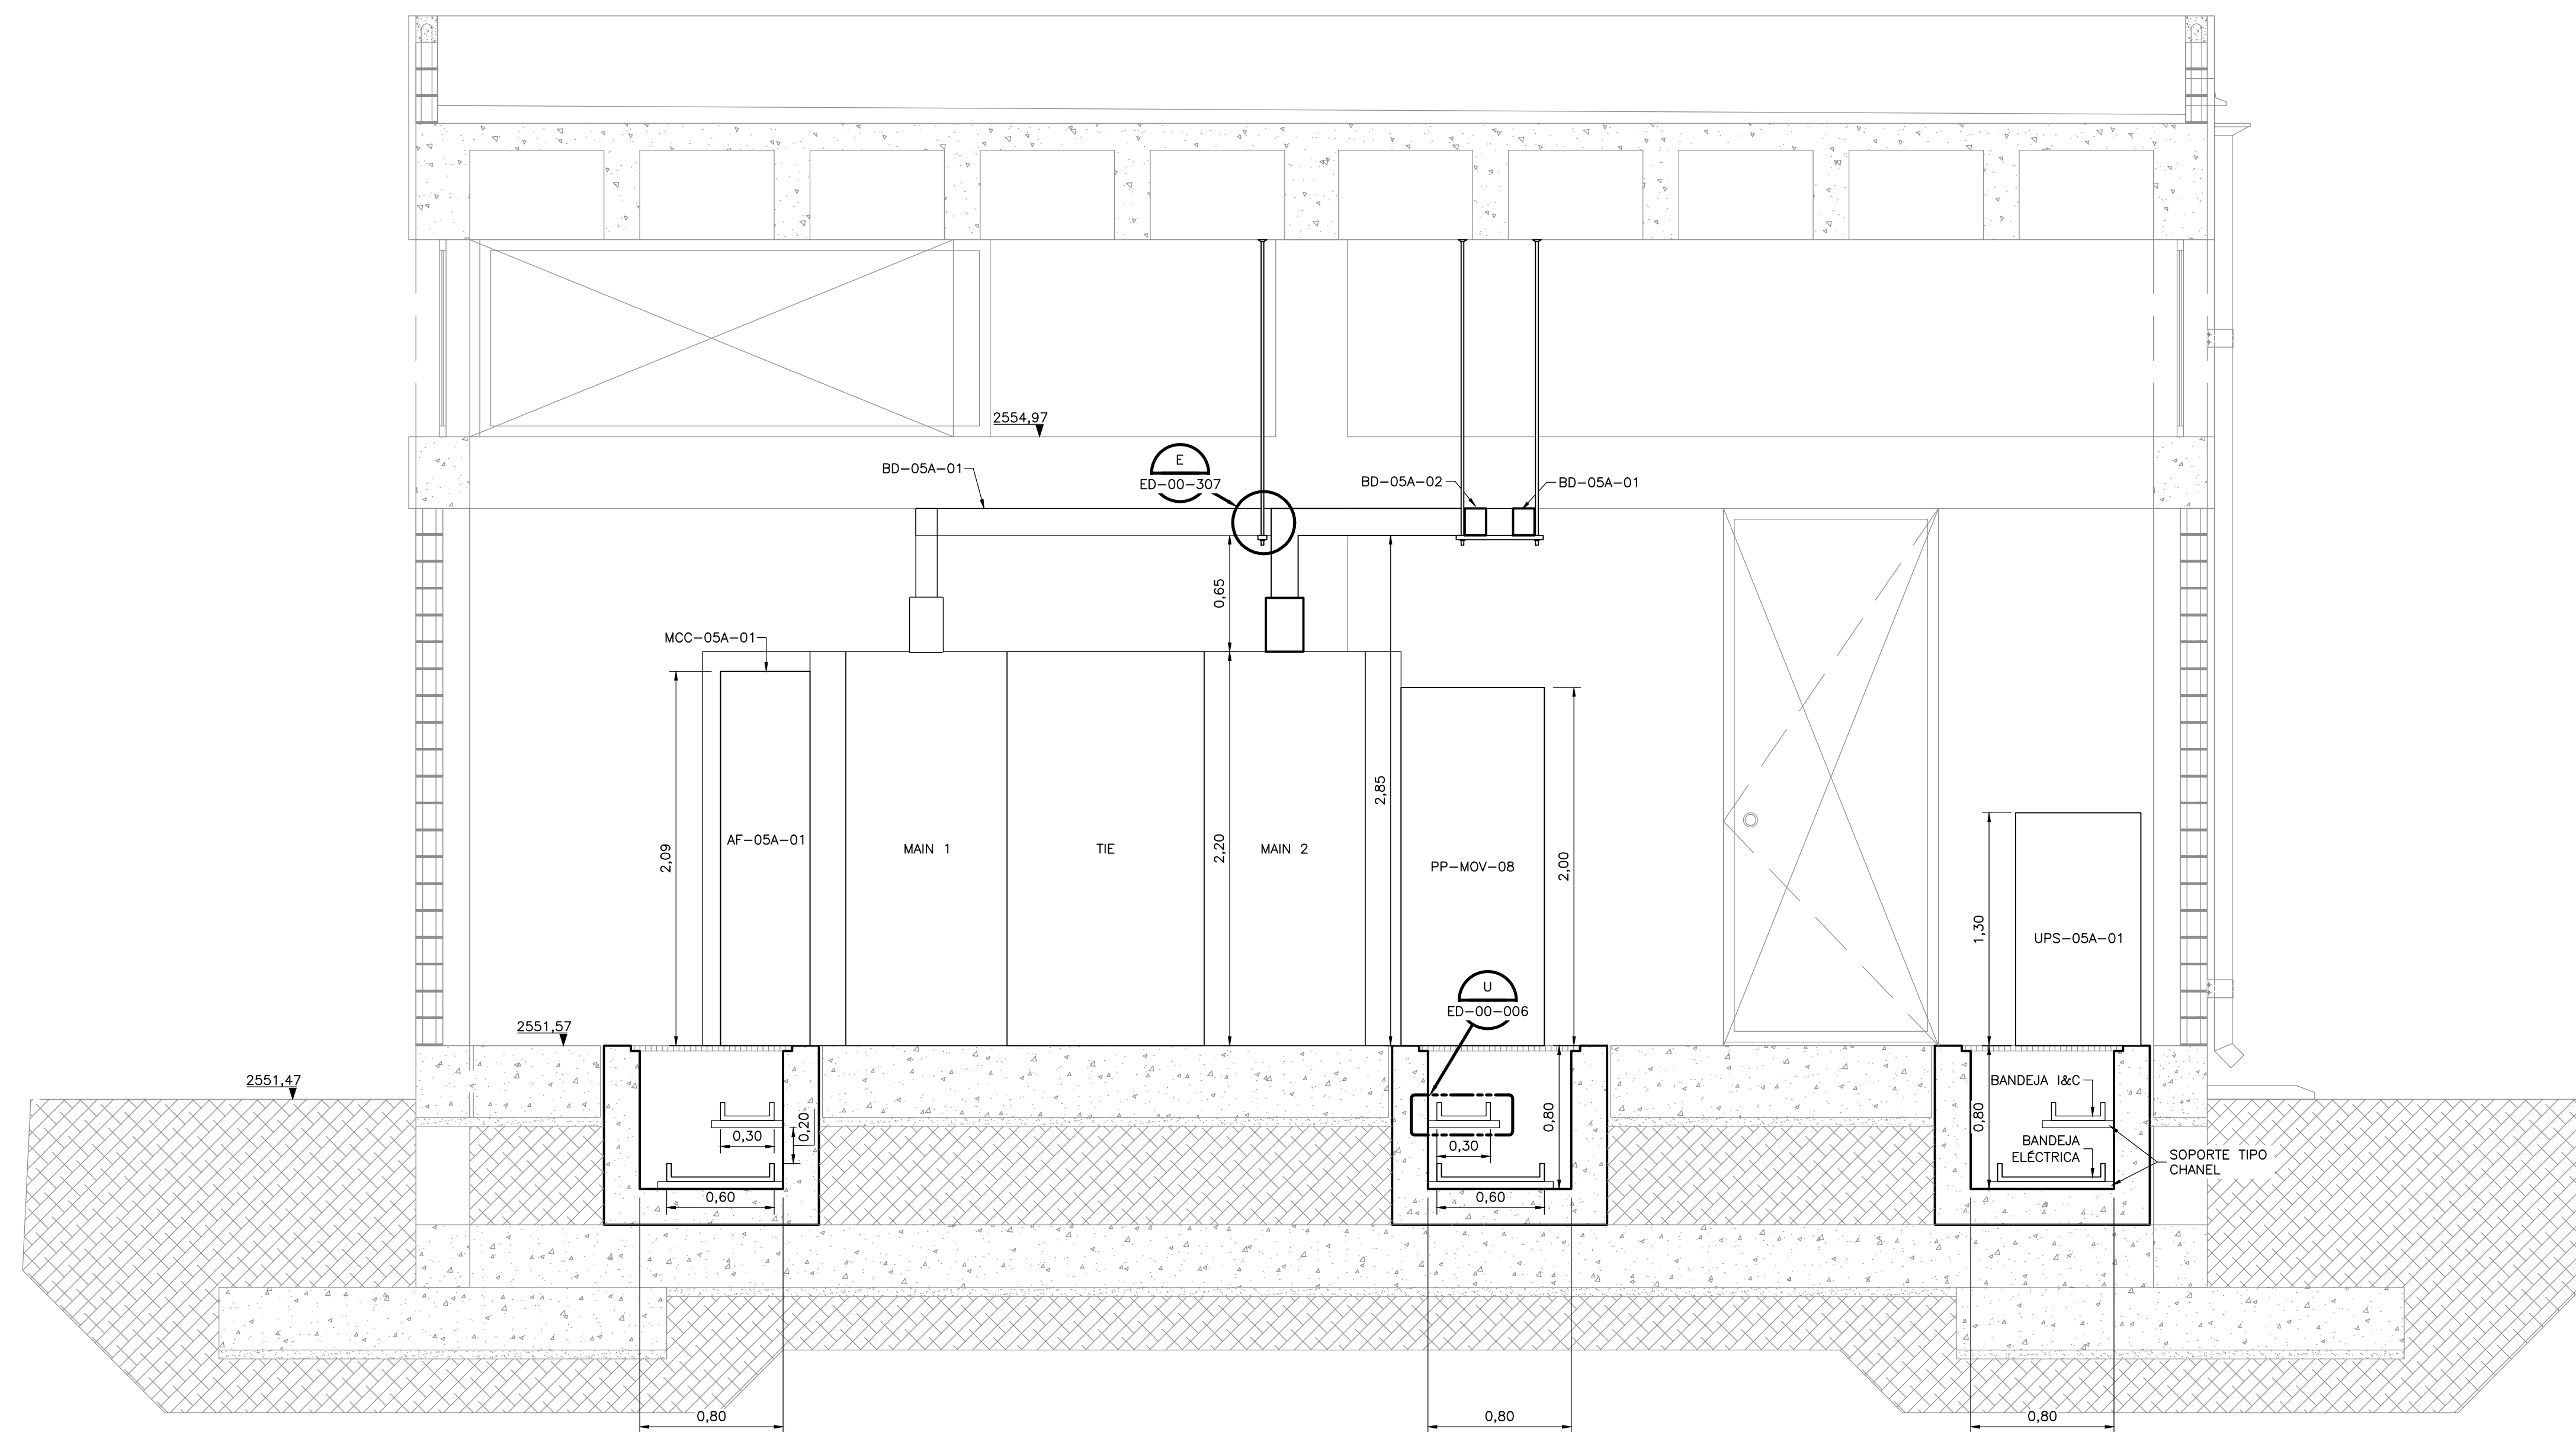 2554,97
BD-05A-01
E
ED-00-307
BD-05A-02
BD-05A-01
0,65
MCC-05A-01
2,09
AF-05A-01
MAIN 1
TIE
2,20
MAIN 2
2,85
PP-MOV-08
2,00
1,30
UPS-05A-01
U
ED-00-006
2551,57
2551,47
0,30
0,20
0,60
0,30
0,80
0,60
BANDEJA I&C
0,80
BANDEJA
ELÉCTRICA
SOPORTE TIPO
CHANEL
0,80
0,80
0,80